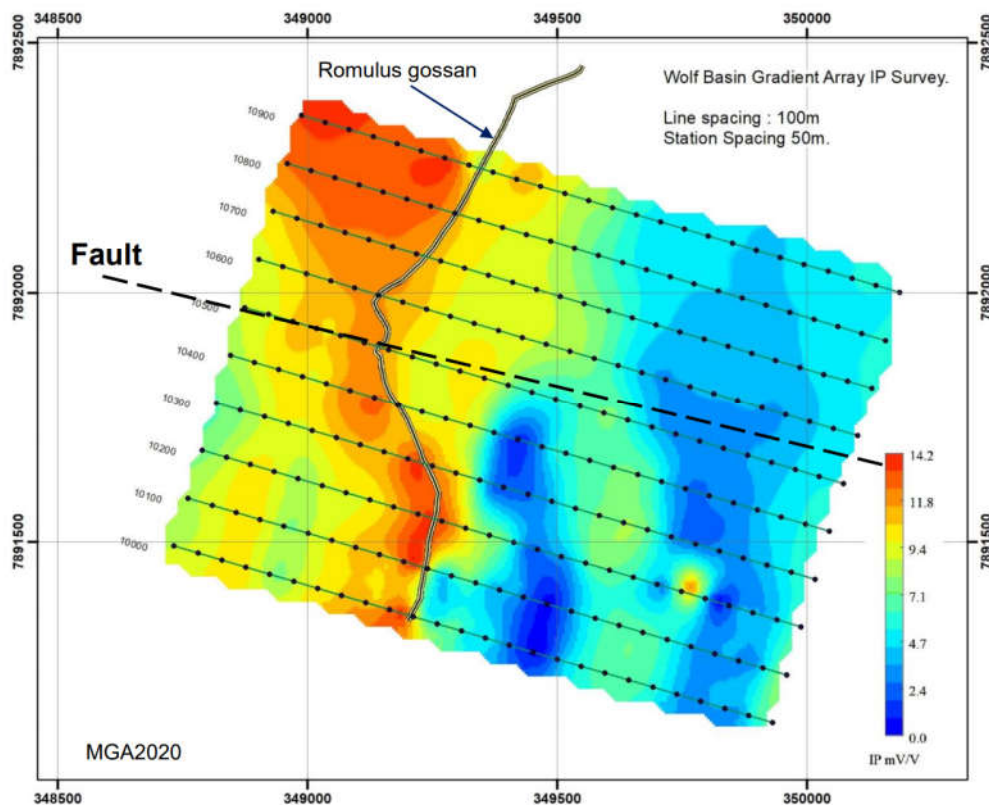 348500 349000 349500 350000
7892500
7892500
Romulus gossan
Wolf Basin Gradient Array IP Survey.
Line spacing : 100m
Station Spacing 50m.
10900
10800
10700
10600
Fault
7892000
7892000
10500
10400
10300
10200
10100
10000
7891500
7891500
14.2
11.8
9.4
7.1
4.7
2.4
0.0
IP mV/V
MGA2020
348500 349000 349500 350000